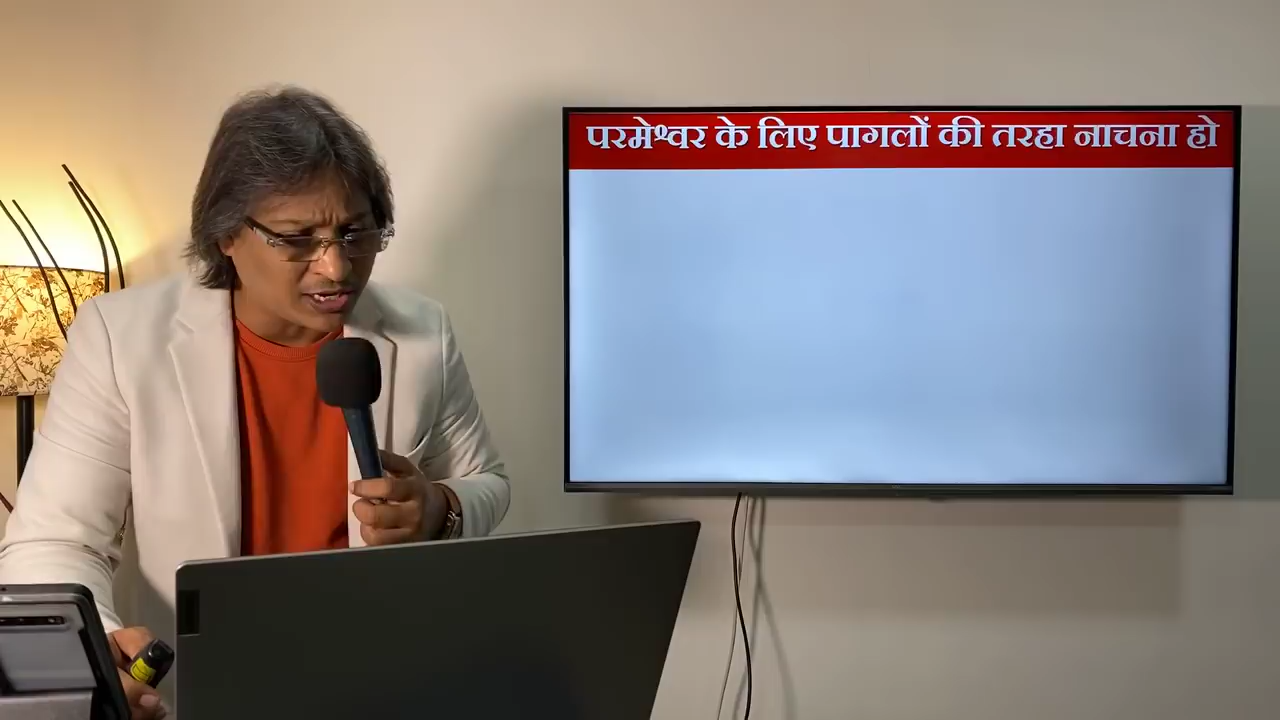 परमेश्वर के लिए पागलों की तरहा नाचना हो